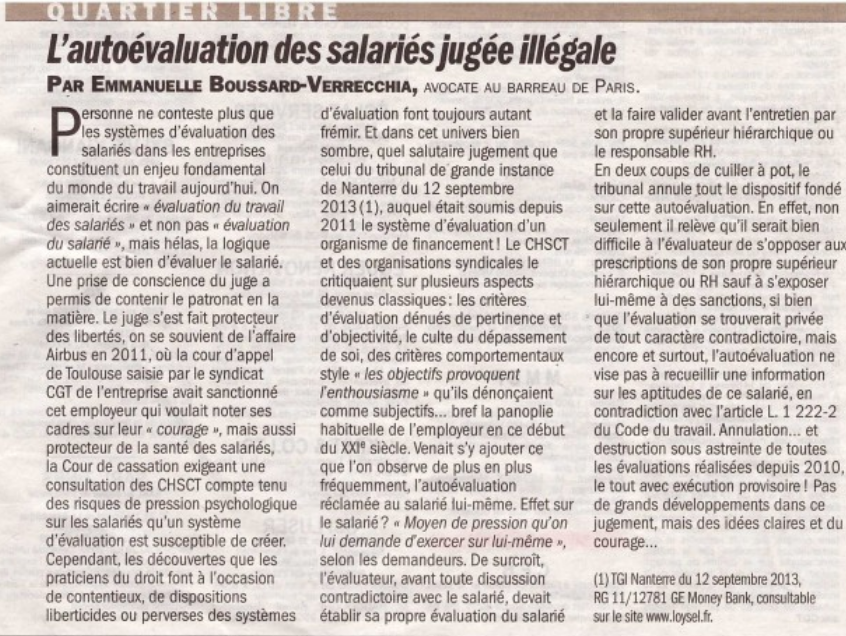 QUARTIER LIBRE
L'autoévaluation des salariés jugée illégale
PAR EMMANUELLE BOUSSARD-VERRECCHIA, AVOCATE AU BARREAU DE PARIS.
Personne ne conteste plus que
les systèmes d'évaluation des
salariés dans les entreprises
constituent un enjeu fondamental
du monde du travail aujourd'hui. On
aimerait écrire « évaluation du travail
des salariés » et non pas « évaluation
du salarié », mais hélas, la logique
actuelle est bien d'évaluer le salarié.
Une prise de conscience du juge a
permis de contenir le patronat en la
matière. Le juge s'est fait protecteur
des libertés, on se souvient de l'affaire
Airbus en 2011, où la cour d'appel
de Toulouse saisie par le syndicat
CGT de l'entreprise avait sanctionné
cet employeur qui voulait noter ses
cadres sur leur « courage », mais aussi
protecteur de la santé des salariés,
la Cour de cassation exigeant une
consultation des CHSCT compte tenu
des risques de pression psychologique
sur les salariés qu'un système
d'évaluation est susceptible de créer.
Cependant, les découvertes que les
praticiens du droit font à l'occasion
de contentieux, de dispositions
liberticides ou perverses des systèmes
d'évaluation font toujours autant
frémir. Et dans cet univers bien
sombre, quel salutaire jugement que
celui du tribunal de grande instance
de Nanterre du 12 septembre
2013 (1), auquel était soumis depuis
2011 le système d'évaluation d'un
organisme de financement ! Le CHSCT
et des organisations syndicales le
critiquaient sur plusieurs aspects
devenus classiques : les critères
d'évaluation dénués de pertinence et
d'objectivité, le culte du dépassement
de soi, des critères comportementaux
style « les objectifs provoquent
l'enthousiasme » qu'ils dénonçaient
comme subjectifs... bref la panoplie
habituelle de l'employeur en ce début
du XXIe siècle. Venait s'y ajouter ce
que l'on observe de plus en plus
fréquemment, l'autoévaluation
réclamée au salarié lui-même. Effet sur
le salarié ? « Moyen de pression qu'on
lui demande d'exercer sur lui-même »,
selon les demandeurs. De surcroît,
l'évaluateur, avant toute discussion
contradictoire avec le salarié, devait
établir sa propre évaluation du salarié
et la faire valider avant l'entretien par
son propre supérieur hiérarchique ou
le responsable RH.
En deux coups de cuiller à pot, le
tribunal annule tout le dispositif fondé
sur cette autoévaluation. En effet, non
seulement il relève qu'il serait bien
difficile à l'évaluateur de s'opposer aux
prescriptions de son propre supérieur
hiérarchique ou RH sauf à s'exposer
lui-même à des sanctions, si bien
que l'évaluation se trouverait privée
de tout caractère contradictoire, mais
encore et surtout, l'autoévaluation ne
vise pas à recueillir une information
sur les aptitudes de ce salarié, en
contradiction avec l'article L. 1 222-2
du Code du travail. Annulation... et
destruction sous astreinte de toutes
les évaluations réalisées depuis 2010,
le tout avec exécution provisoire ! Pas
de grands développements dans ce
jugement, mais des idées claires et du
courage...
(1) TGI Nanterre du 12 septembre 2013,
RG 11/12781 GE Money Bank, consultable
sur le site www.loysel.fr.